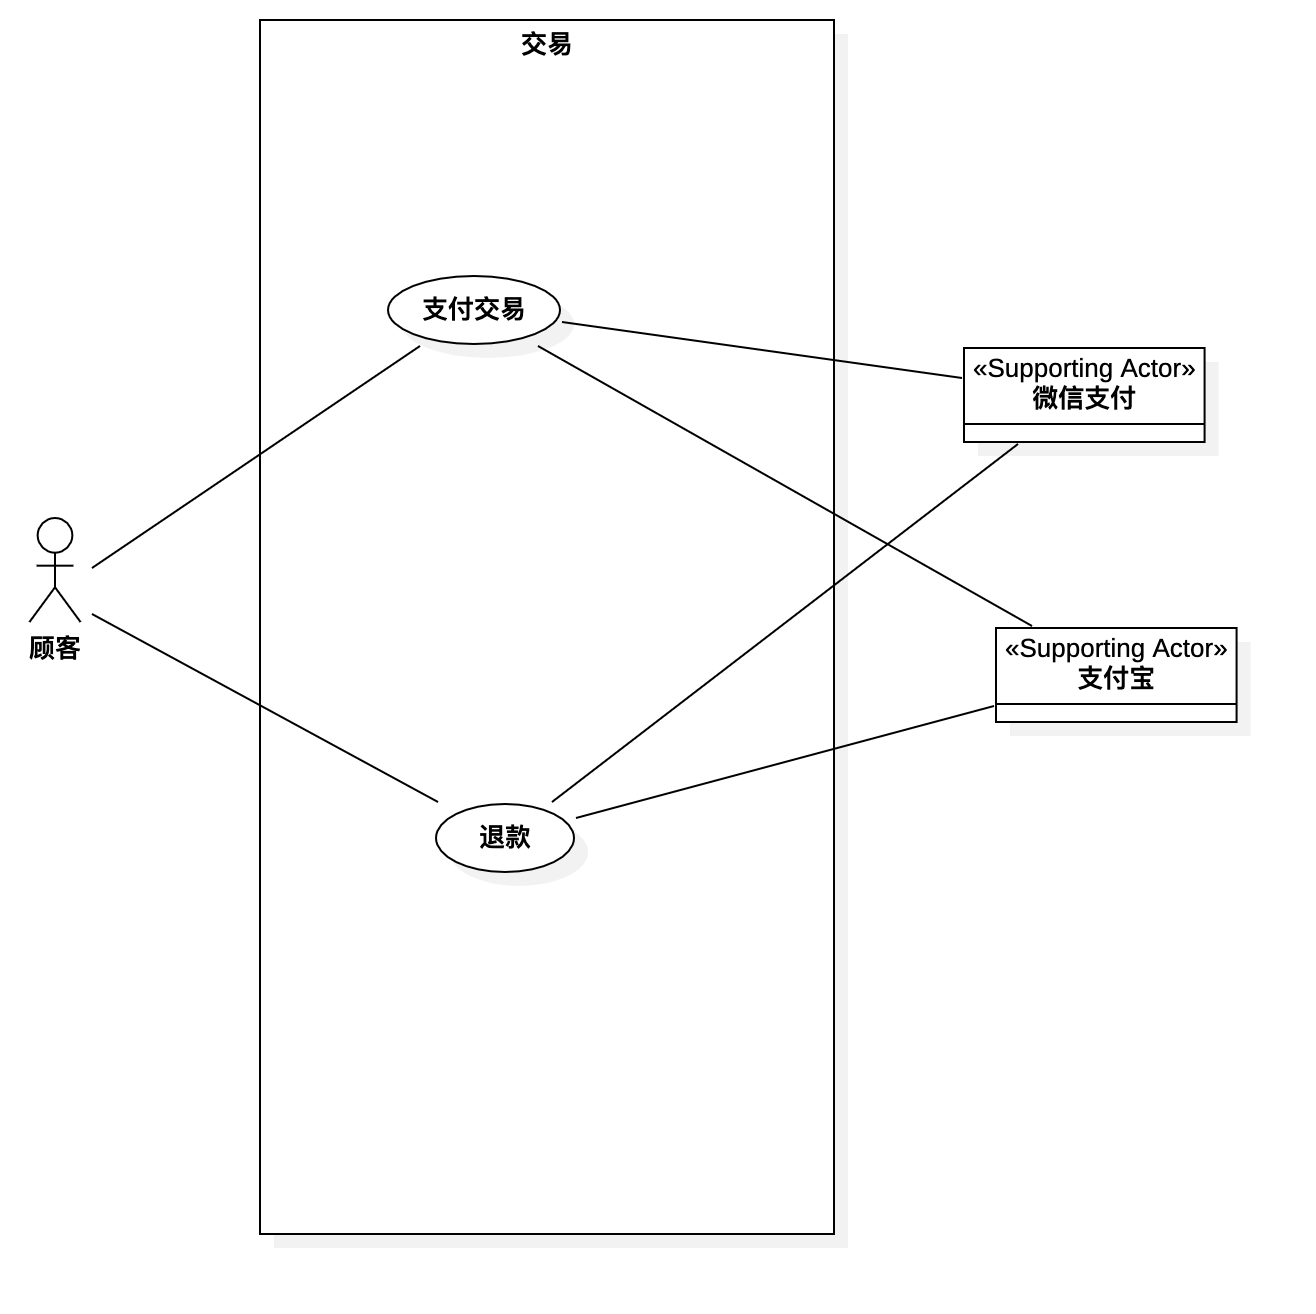 交易
支付交易
«Supporting Actor»
微信支付
顾客
«Supporting Actor»
支付宝
退款